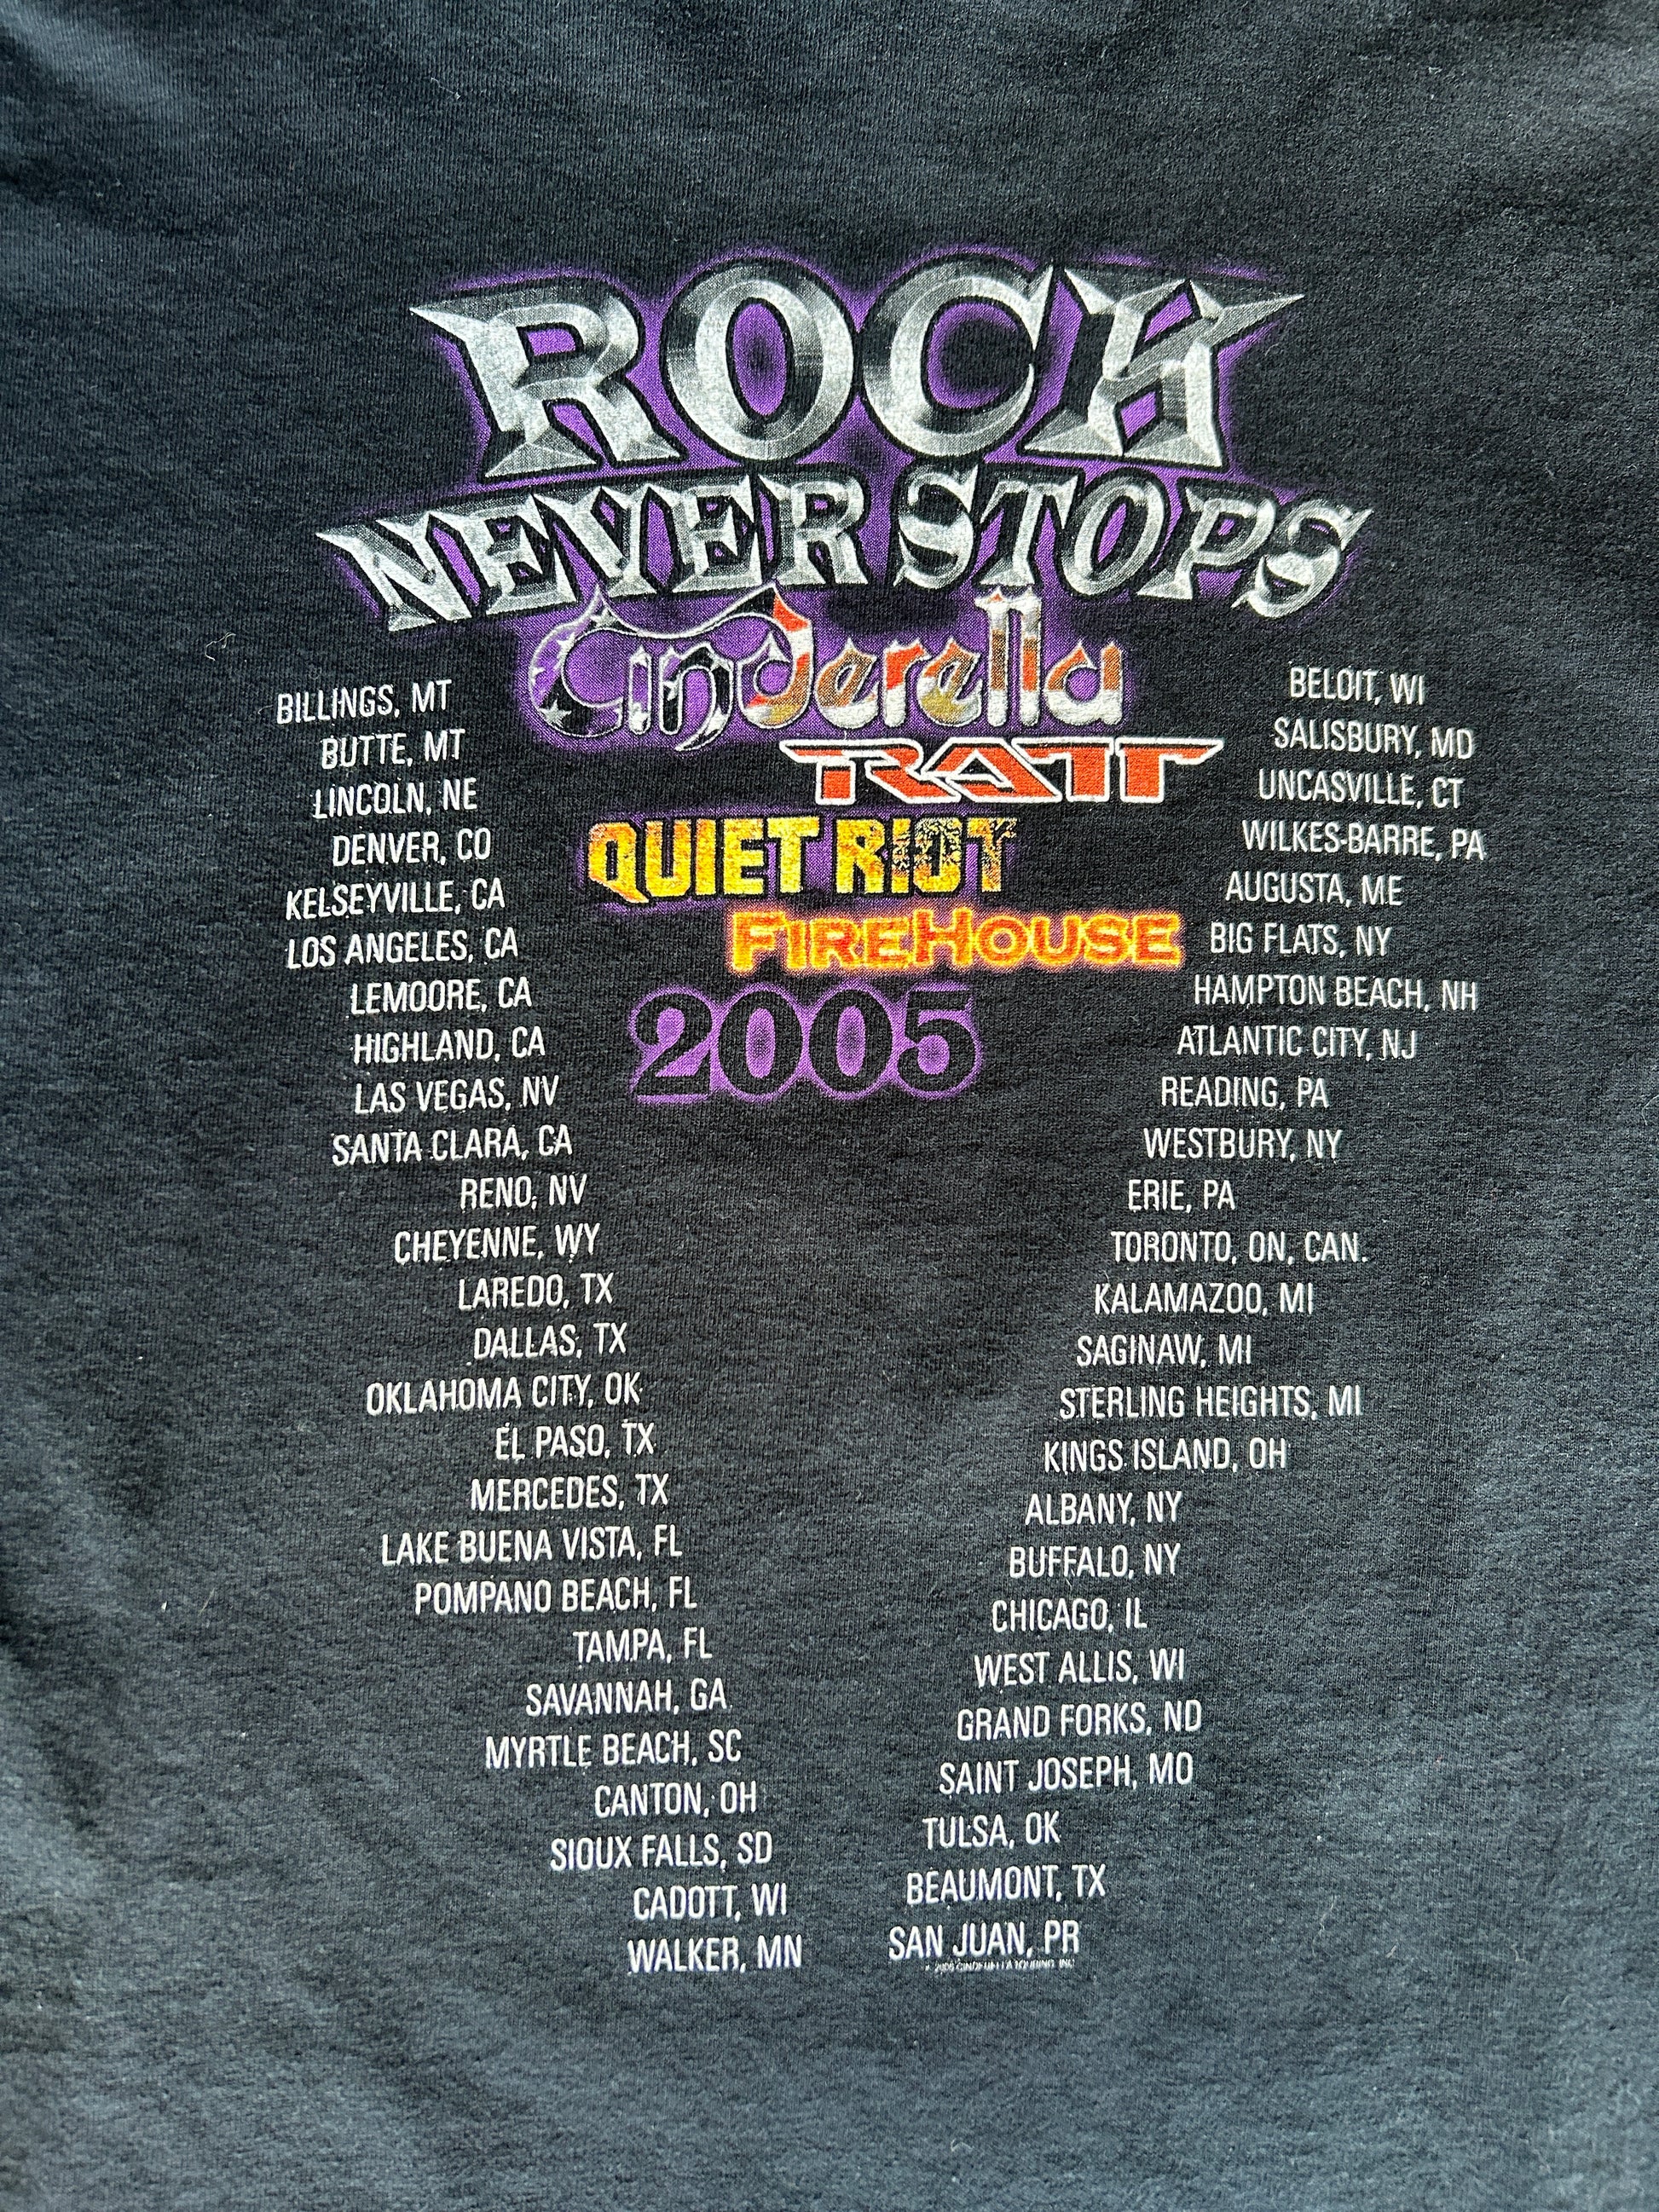 ROCK
NEVER STOPS
Cinderella
RATT
QUIET RIOT
FIREHOUSE
2005
BILLINGS, MT
BUTTE, MT
LINCOLN, NE
DENVER, CO
KELSEYVILLE, CA
LOS ANGELES, CA
LEMOORE, CA
HIGHLAND, CA
LAS VEGAS, NV
SANTA CLARA, CA
RENO, NV
CHEYENNE, WY
LAREDO, TX
DALLAS, TX
OKLAHOMA CITY, OK
EL PASO, TX
MERCEDES, TX
LAKE BUENA VISTA, FL
POMPANO BEACH, FL
TAMPA, FL
SAVANNAH, GA
MYRTLE BEACH, SC
CANTON, OH
SIOUX FALLS, SD
CADOTT, WI
WALKER, MN
BELOIT, WI
SALISBURY, MD
UNCASVILLE, CT
WILKES-BARRE, PA
AUGUSTA, ME
BIG FLATS, NY
HAMPTON BEACH, NH
ATLANTIC CITY, NJ
READING, PA
WESTBURY, NY
ERIE, PA
TORONTO, ON, CAN.
KALAMAZOO, MI
SAGINAW, MI
STERLING HEIGHTS, MI
KINGS ISLAND, OH
ALBANY, NY
BUFFALO, NY
CHICAGO, IL
WEST ALLIS, WI
GRAND FORKS, ND
SAINT JOSEPH, MO
TULSA, OK
BEAUMONT, TX
SAN JUAN, PR
CINDERELLA TOURING, INC.